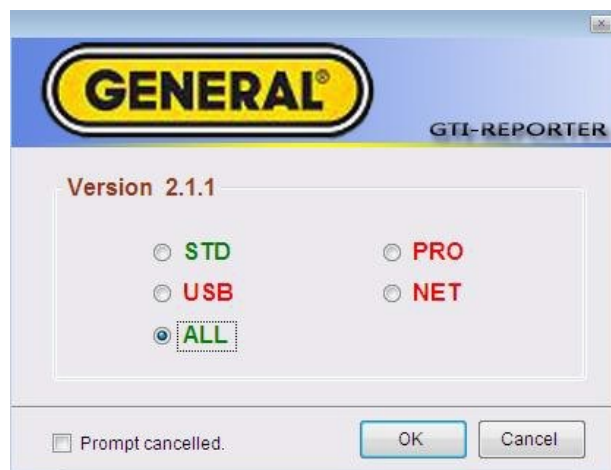 GENERAL®
GTI-REPORTER
Version 2.1.1
STD PRO
USB NET
ALL
Prompt cancelled. OK Cancel